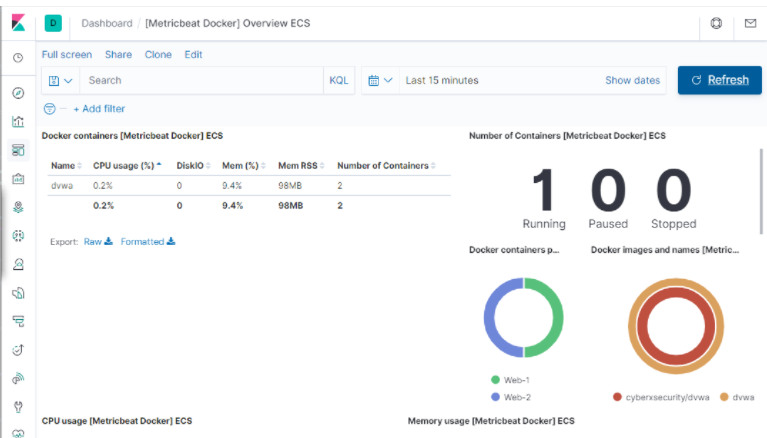 D Dashboard / [Metricbeat Docker] Overview ECS
Full screen Share Clone Edit
Search KQL Last 15 minutes Show dates Refresh
+ Add filter
Docker containers [Metricbeat Docker] ECS
Name CPU usage (%) DiskIO Mem (%) Mem RSS Number of Containers
dvwa 0.2% 0 9.4% 98MB 2
0.2% 0 9.4% 98MB 2
Export: Raw Formatted
Number of Containers [Metricbeat Docker] ECS
1 0 0
Running Paused Stopped
Docker containers p...
Web-1
Web-2
Docker images and names [Metric...
cyberxsecurity/dvwa dvwa
CPU usage [Metricbeat Docker] ECS
Memory usage [Metricbeat Docker] ECS